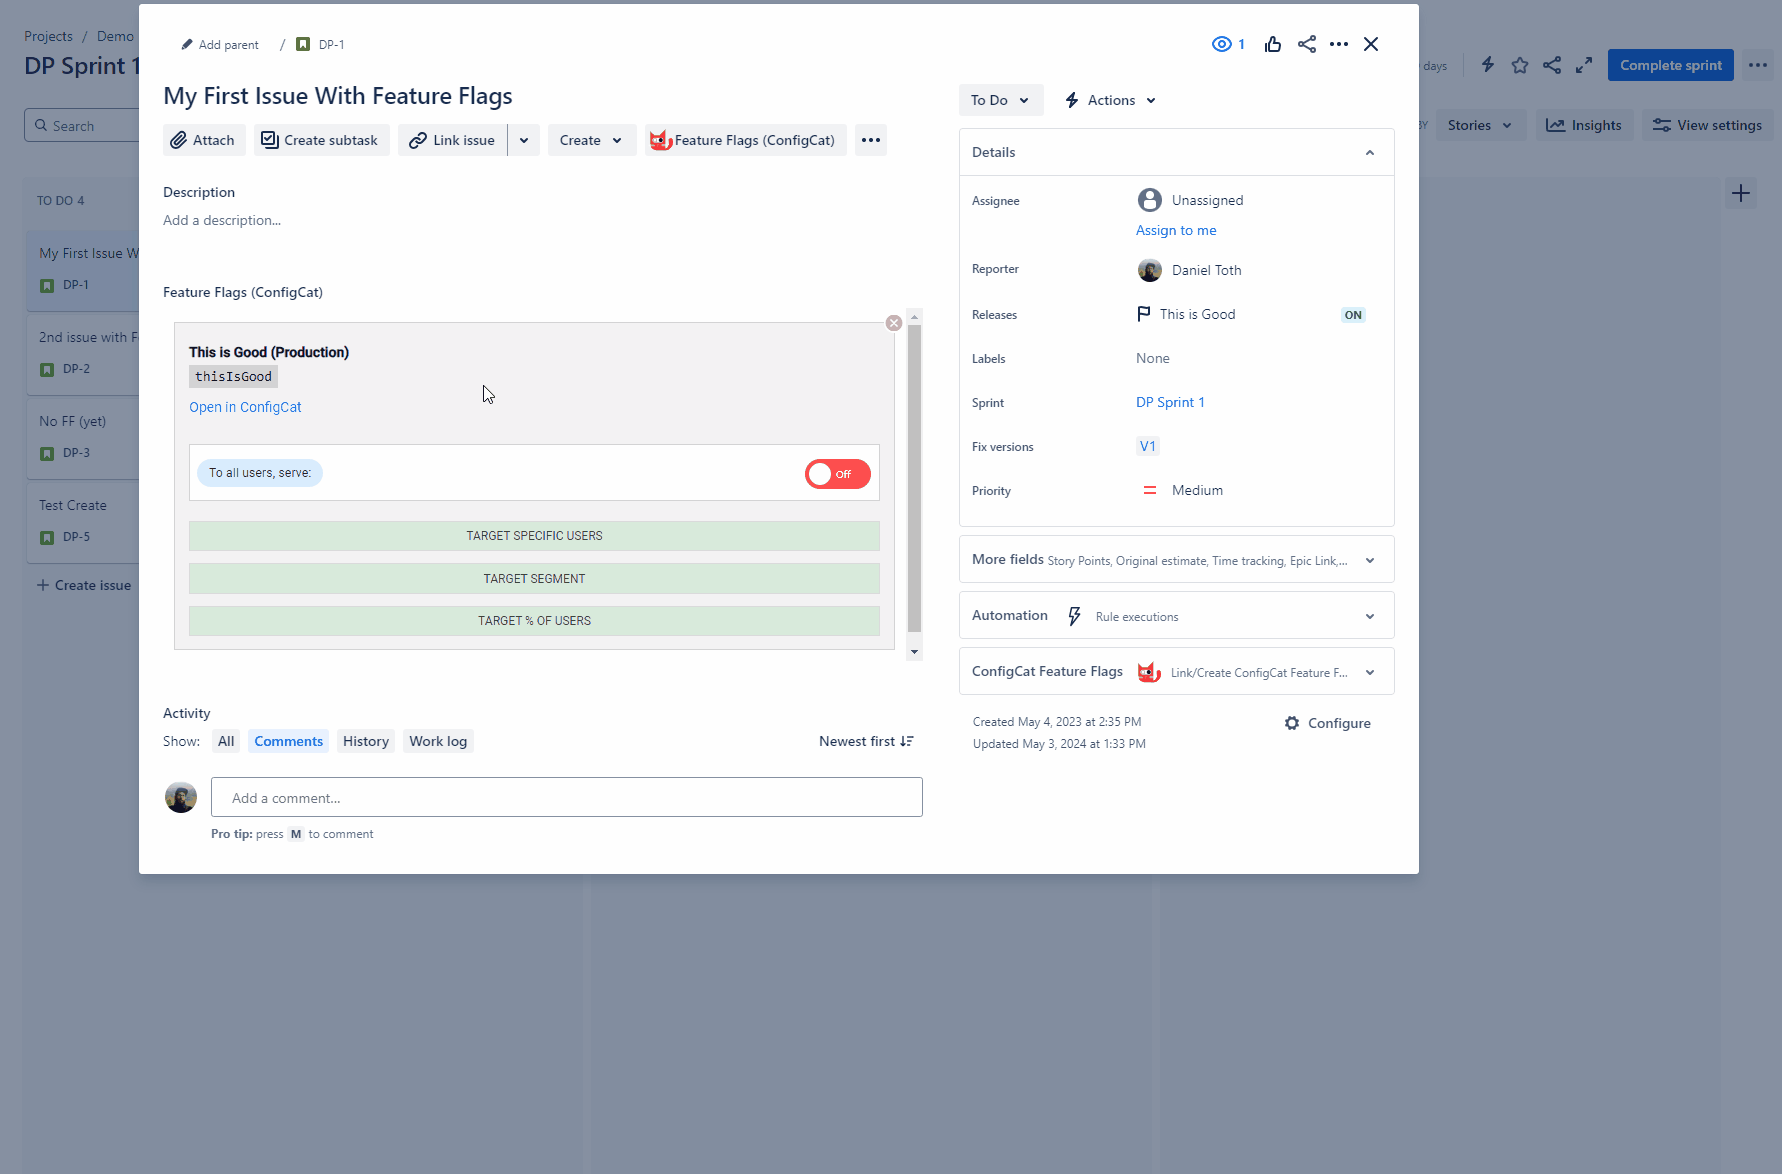 Projects / Demo
DP Sprint 1
Search
days
Complete sprint
BY
Stories
Insights
View settings
TO DO 4
My First Issue W
DP-1
2nd issue with F
DP-2
No FF (yet)
DP-3
Test Create
DP-5
+ Create issue
Add parent / DP-1
1
My First Issue With Feature Flags
Attach
Create subtask
Link issue
Create
Feature Flags (ConfigCat)
Description
Add a description...
Feature Flags (ConfigCat)
This is Good (Production)
thisIsGood
Open in ConfigCat
To all users, serve:
Off
TARGET SPECIFIC USERS
TARGET SEGMENT
TARGET % OF USERS
Activity
Show: All Comments History Work log
Newest first
Add a comment...
Pro tip: press M to comment
To Do
Actions
Details
Assignee Unassigned
Assign to me
Reporter Daniel Toth
Releases This is Good ON
Labels None
Sprint DP Sprint 1
Fix versions V1
Priority Medium
More fields Story Points, Original estimate, Time tracking, Epic Link,...
Automation Rule executions
ConfigCat Feature Flags Link/Create ConfigCat Feature F...
Created May 4, 2023 at 2:35 PM
Updated May 3, 2024 at 1:33 PM
Configure